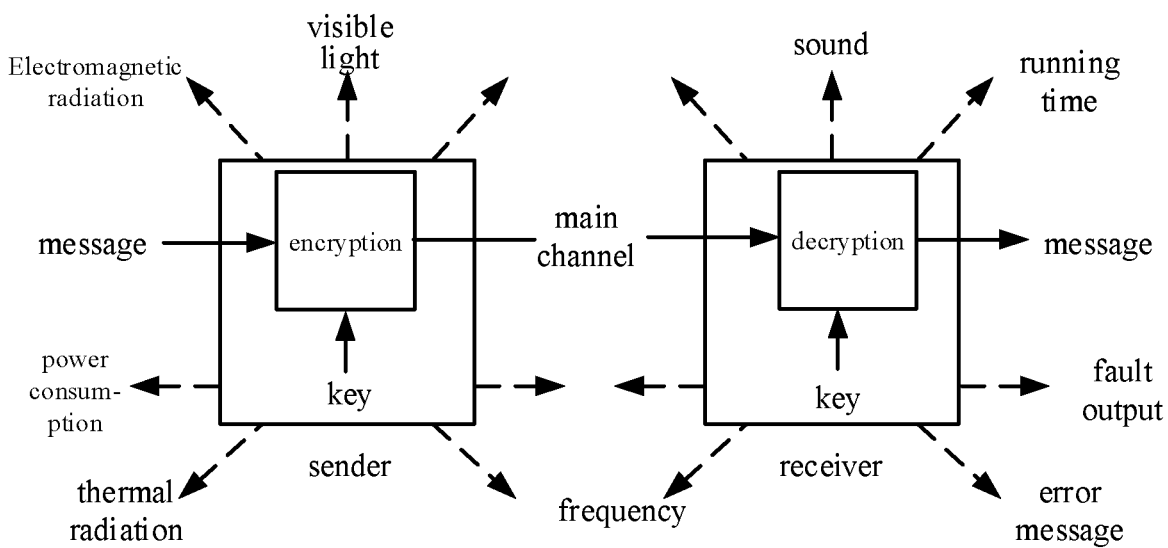 visible
light
Electromagnetic
radiation
sound
running
time
message
encryption
main
channel
decryption
message
power
consum-
ption
key
key
fault
output
sender
receiver
thermal
radiation
frequency
error
message